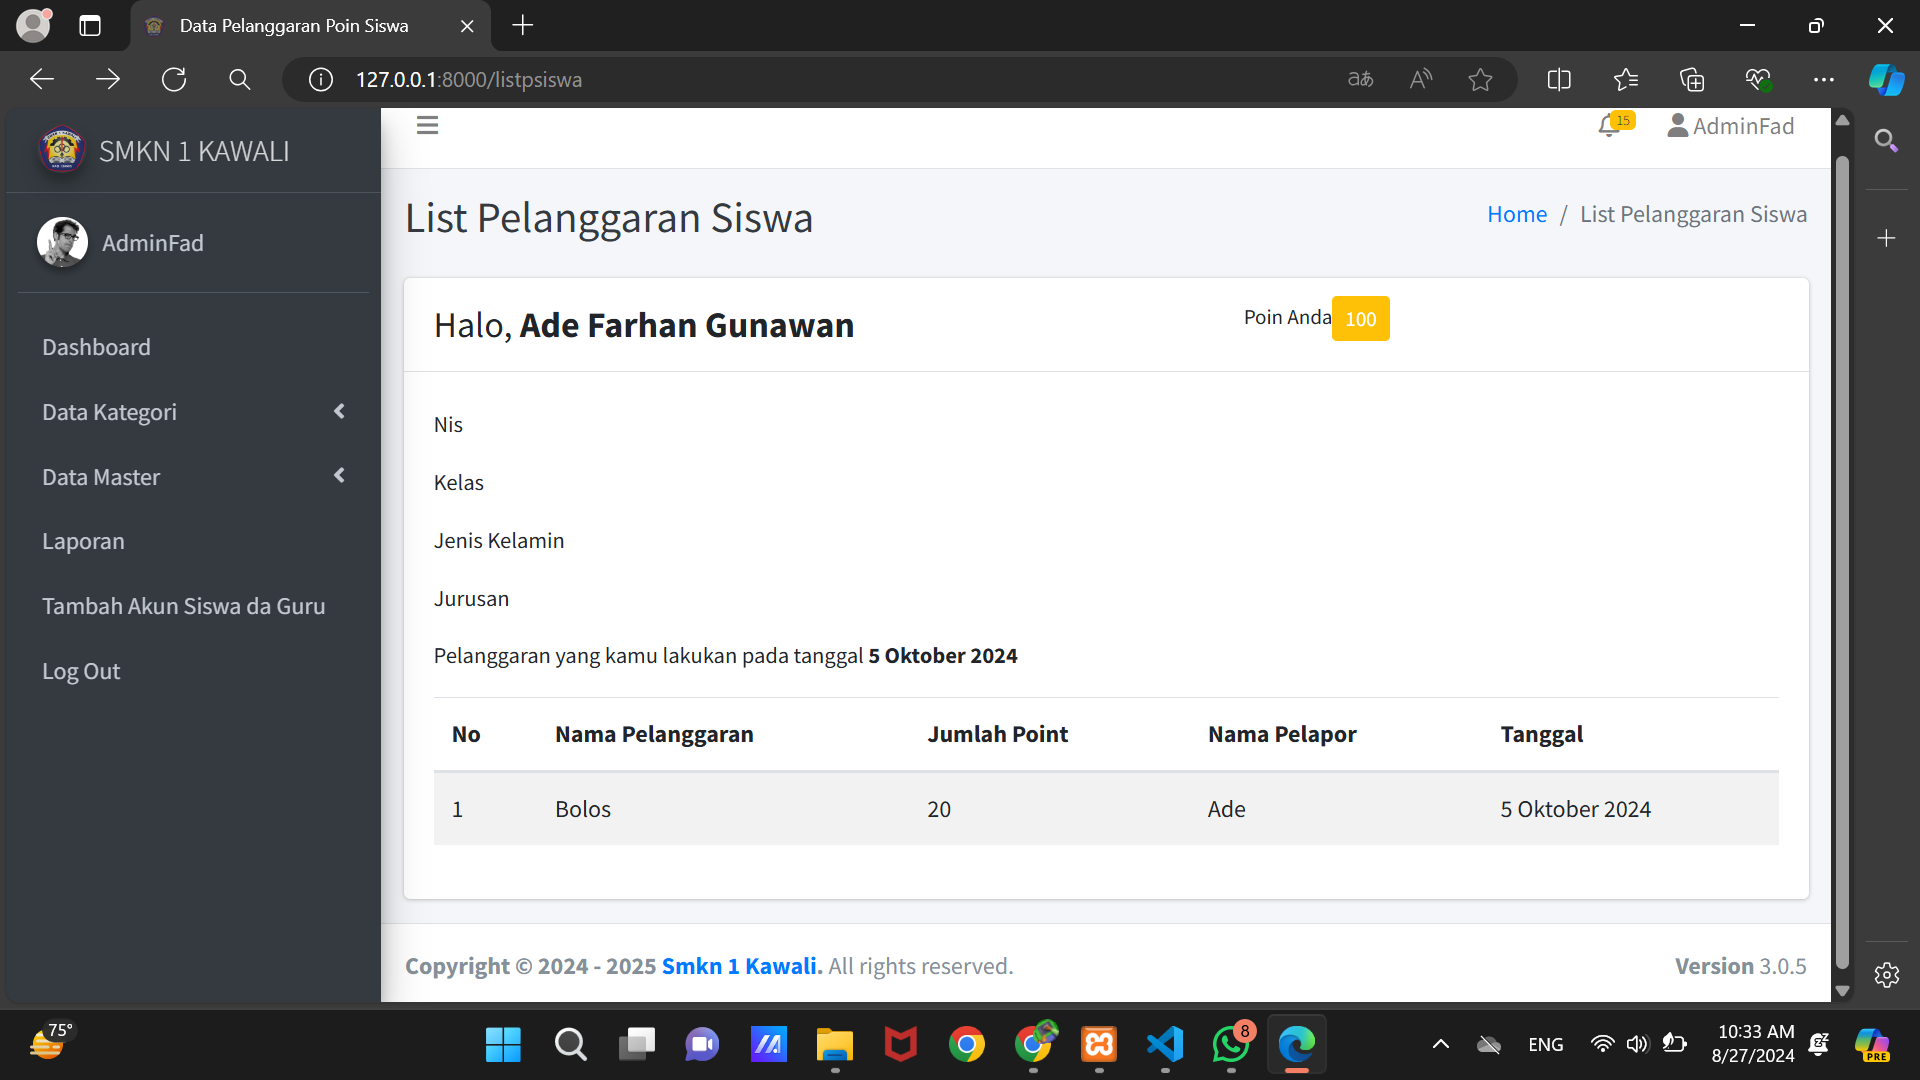 Data Pelanggaran Poin Siswa
127.0.0.1:8000/listpsiswa
aあ
SMKN 1 KAWALI
15
AdminFad
AdminFad
Dashboard
Data Kategori
Data Master
Laporan
Tambah Akun Siswa da Guru
Log Out
List Pelanggaran Siswa
Home / List Pelanggaran Siswa
Halo, Ade Farhan Gunawan
Poin Anda 100
Nis
Kelas
Jenis Kelamin
Jurusan
Pelanggaran yang kamu lakukan pada tanggal 5 Oktober 2024
No Nama Pelanggaran Jumlah Point Nama Pelapor Tanggal
1 Bolos 20 Ade 5 Oktober 2024
Copyright © 2024 - 2025 Smkn 1 Kawali. All rights reserved.
Version 3.0.5
75°
8
ENG
10:33 AM
8/27/2024
PRE